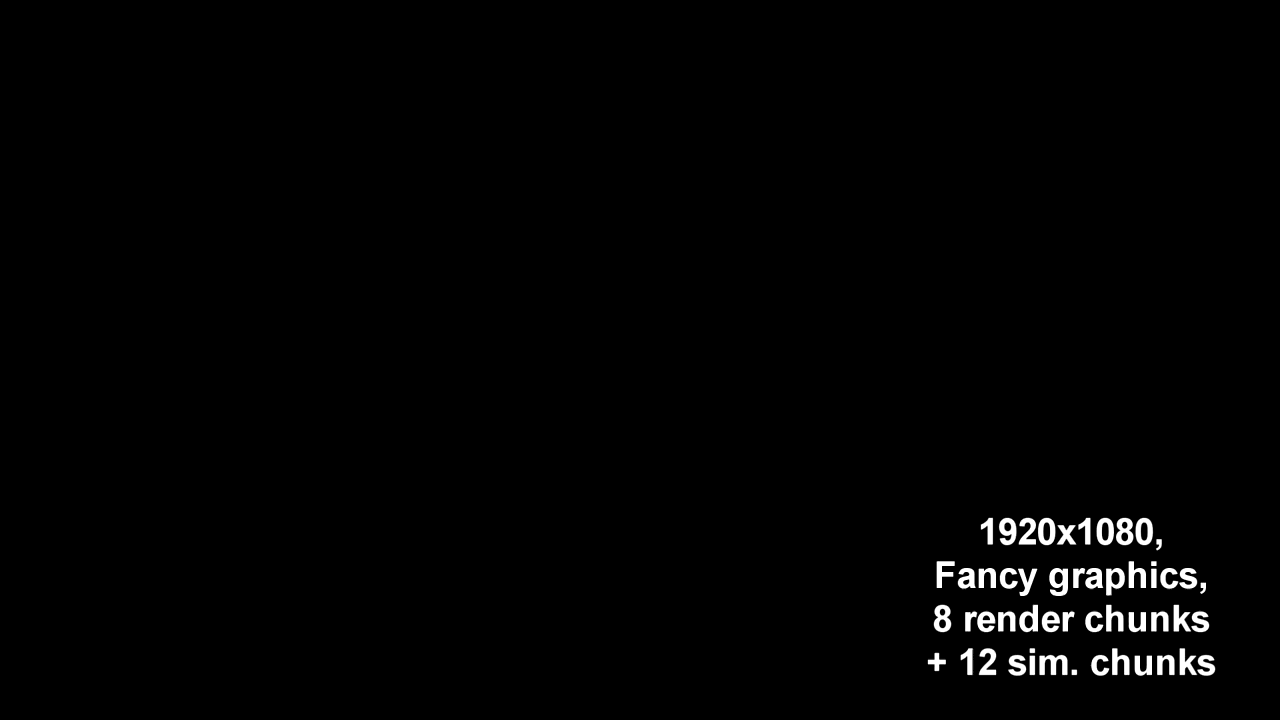 1920x1080,
Fancy graphics,
8 render chunks
+ 12 sim. chunks